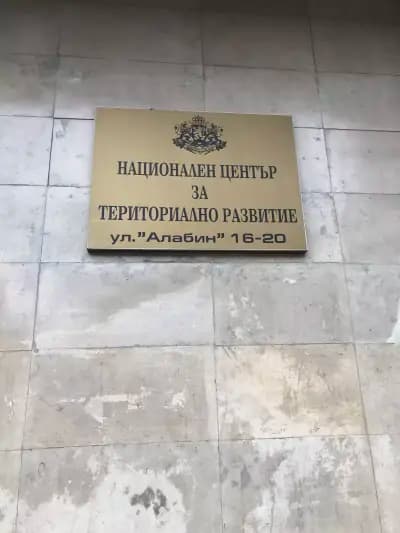 НАЦИОНАЛЕН ЦЕНТЪР
ЗА
ТЕРИТОРИАЛНО РАЗВИТИЕ
ул."Алабин" 16-20